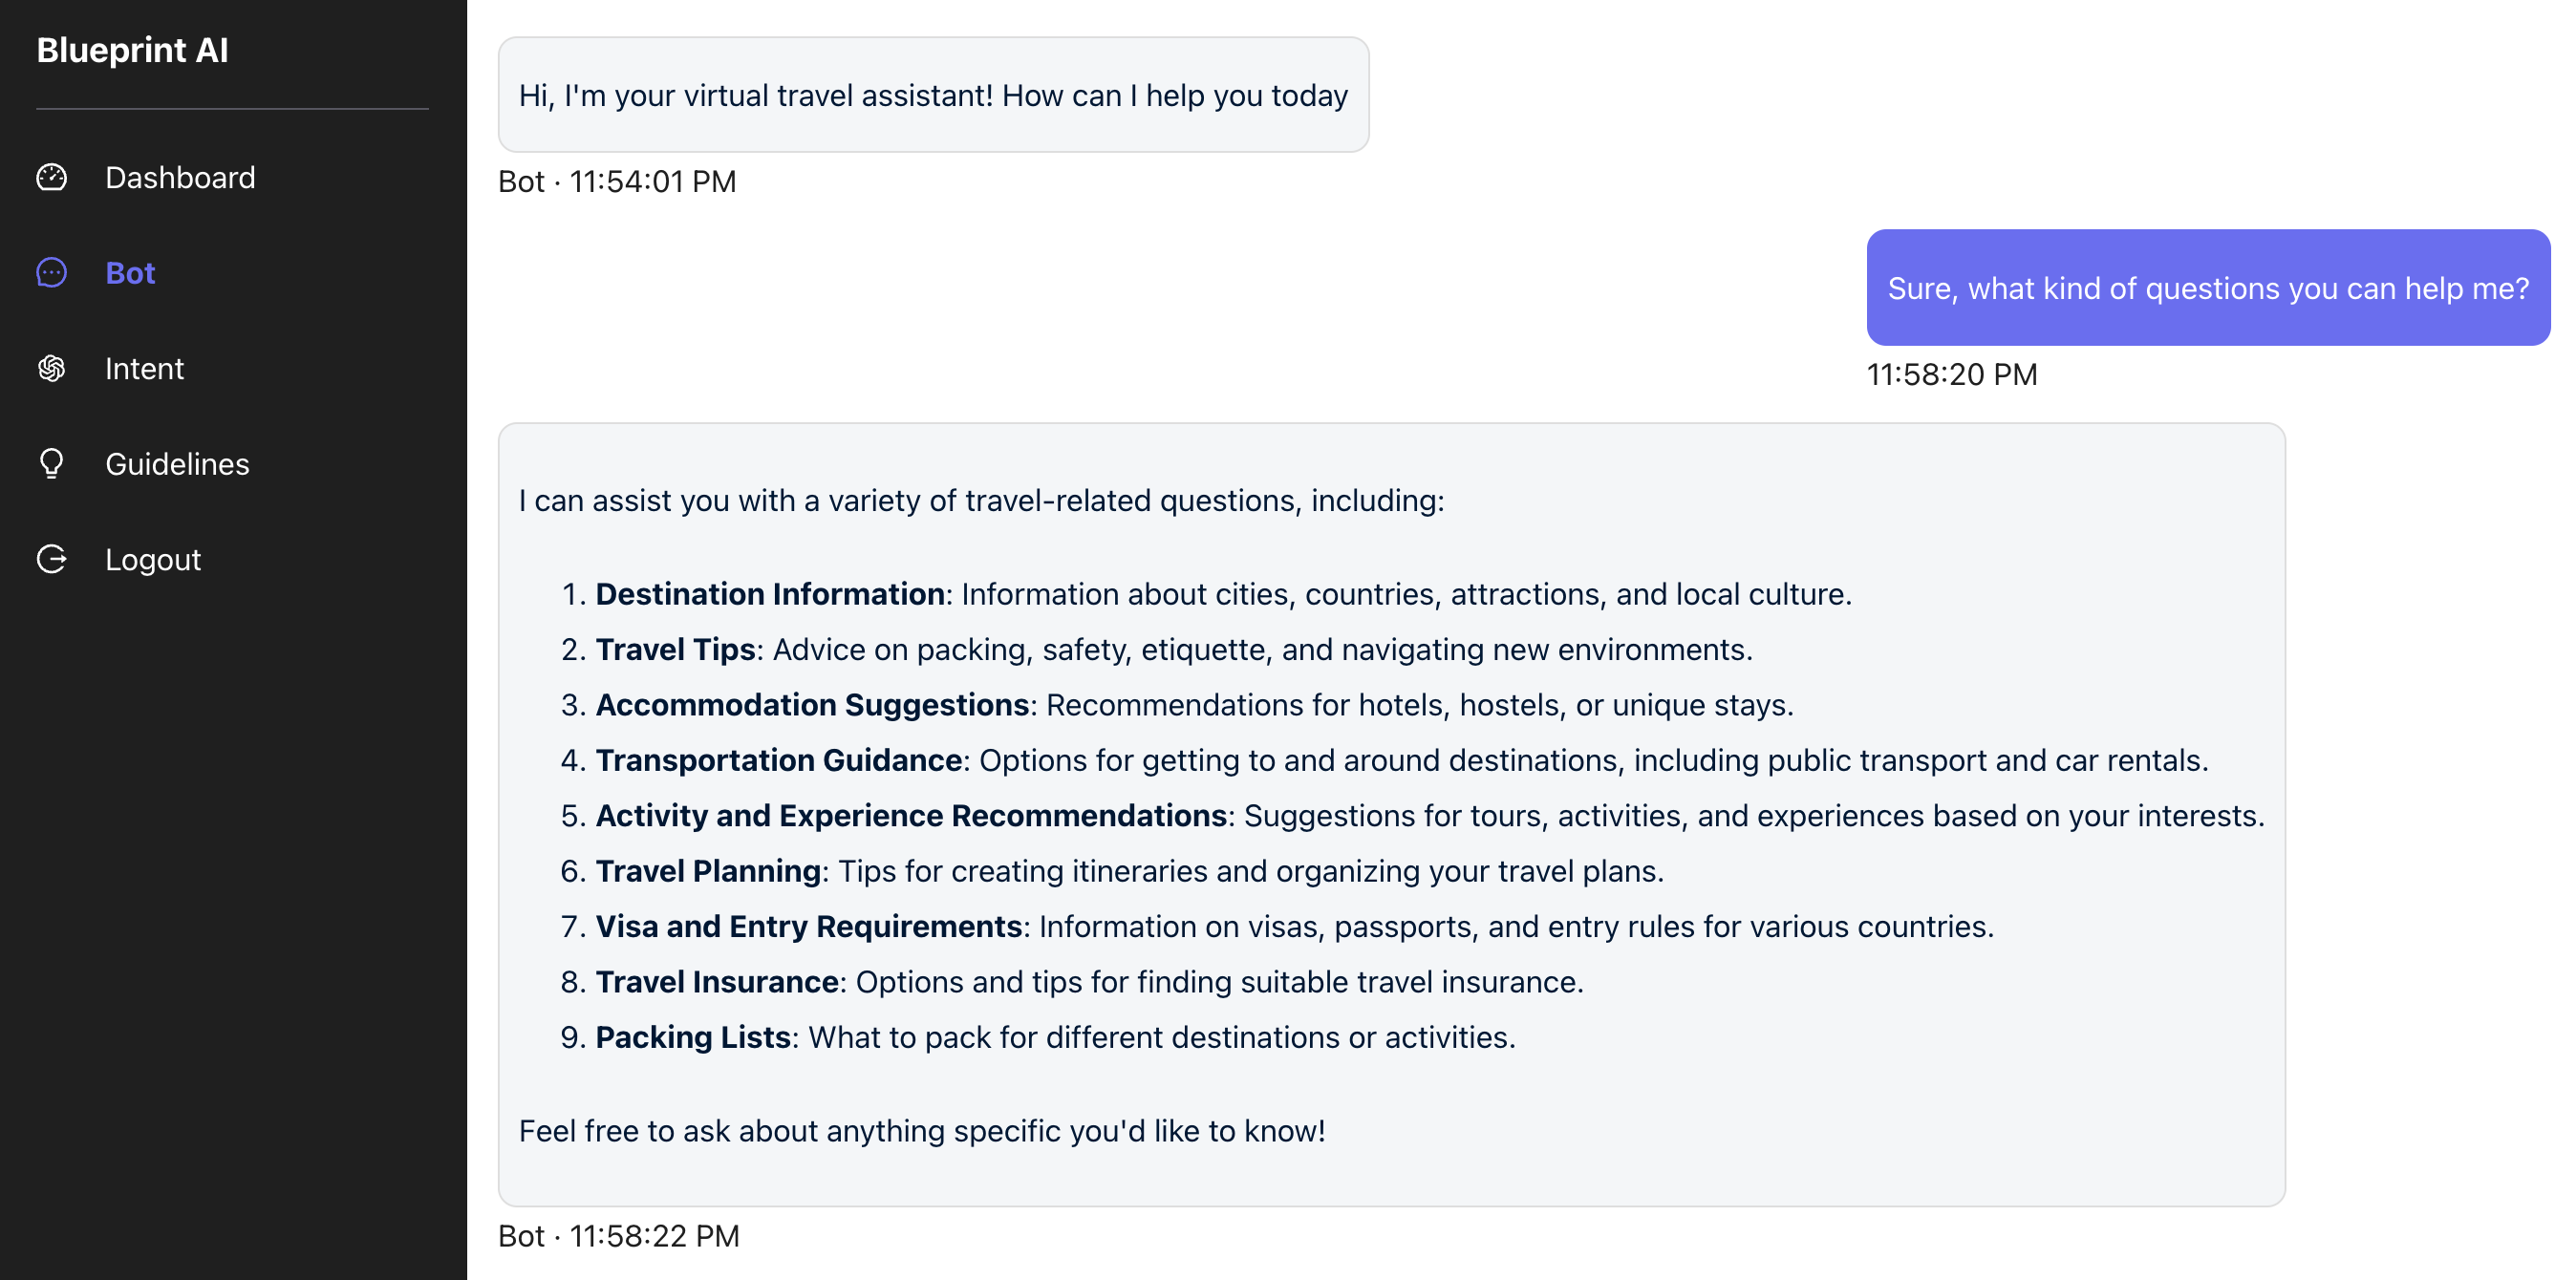 Blueprint AI
Dashboard
Bot
Intent
Guidelines
Logout
Hi, I'm your virtual travel assistant! How can I help you today
Bot · 11:54:01 PM
Sure, what kind of questions you can help me?
11:58:20 PM
I can assist you with a variety of travel-related questions, including:
1. Destination Information: Information about cities, countries, attractions, and local culture.
2. Travel Tips: Advice on packing, safety, etiquette, and navigating new environments.
3. Accommodation Suggestions: Recommendations for hotels, hostels, or unique stays.
4. Transportation Guidance: Options for getting to and around destinations, including public transport and car rentals.
5. Activity and Experience Recommendations: Suggestions for tours, activities, and experiences based on your interests.
6. Travel Planning: Tips for creating itineraries and organizing your travel plans.
7. Visa and Entry Requirements: Information on visas, passports, and entry rules for various countries.
8. Travel Insurance: Options and tips for finding suitable travel insurance.
9. Packing Lists: What to pack for different destinations or activities.
Feel free to ask about anything specific you'd like to know!
Bot · 11:58:22 PM